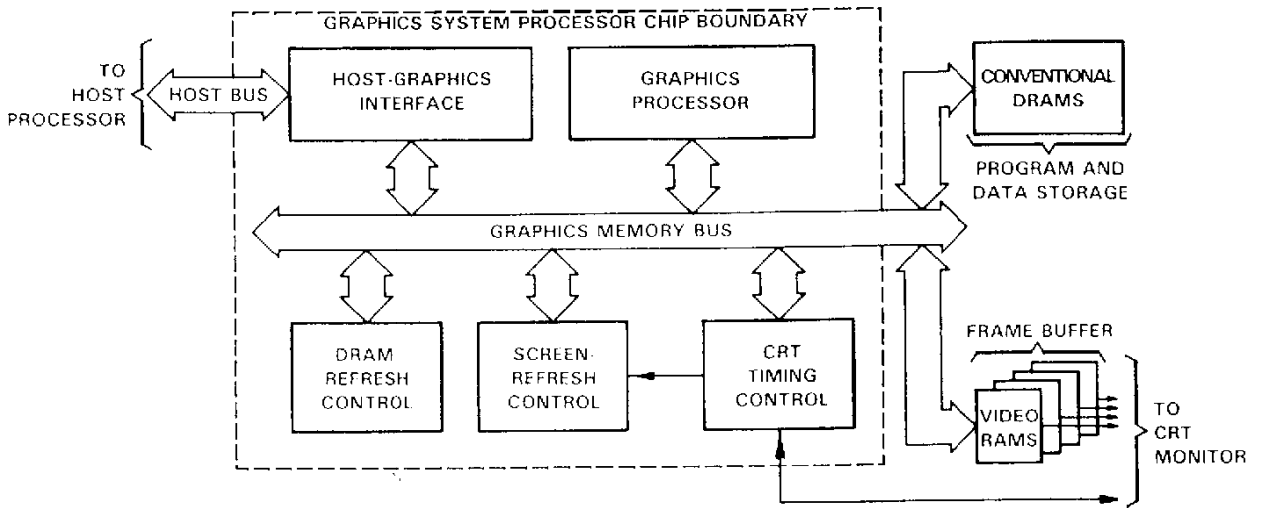 GRAPHICS SYSTEM PROCESSOR CHIP BOUNDARY
TO
HOST
PROCESSOR
HOST BUS
HOST-GRAPHICS
INTERFACE
GRAPHICS
PROCESSOR
CONVENTIONAL
DRAMS
PROGRAM AND
DATA STORAGE
GRAPHICS MEMORY BUS
DRAM
REFRESH
CONTROL
SCREEN-
REFRESH
CONTROL
CRT
TIMING
CONTROL
FRAME BUFFER
VIDEO
RAMS
TO
CRT
MONITOR